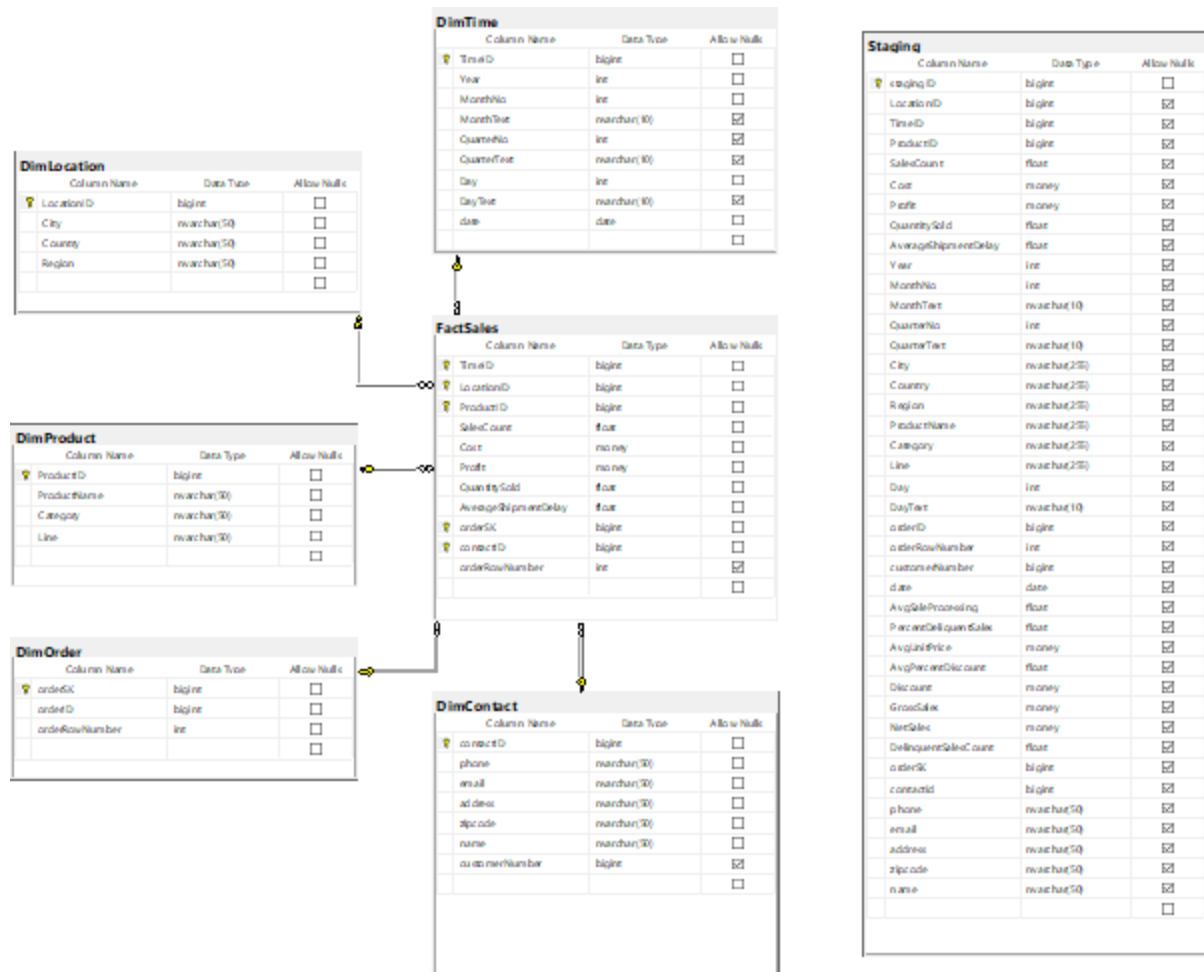 DimTime
Column Name Data Type Allow Nulls
TimeID bigint
Year int
MonthNo int
MonthText nvarchar(10)
QuarterNo int
QuarterText nvarchar(10)
Day int
DayText nvarchar(10)
date date
DimLocation
Column Name Data Type Allow Nulls
LocationID bigint
City nvarchar(50)
Country nvarchar(50)
Region nvarchar(50)
FactSales
Column Name Data Type Allow Nulls
TimeID bigint
LocationID bigint
ProductID bigint
SalesCount float
Cost money
Profit money
QuantitySold float
AverageShipmentDelay float
orderSK bigint
contactID bigint
orderRowNumber int
DimProduct
Column Name Data Type Allow Nulls
ProductID bigint
ProductName nvarchar(50)
Category nvarchar(50)
Line nvarchar(50)
DimOrder
Column Name Data Type Allow Nulls
orderSK bigint
orderID bigint
orderRowNumber int
DimContact
Column Name Data Type Allow Nulls
contactID bigint
phone nvarchar(50)
email nvarchar(50)
address nvarchar(50)
zipcode nvarchar(50)
name nvarchar(50)
customerNumber bigint
Staging
Column Name Data Type Allow Nulls
stagingID bigint
LocationID bigint
TimeID bigint
ProductID bigint
SalesCount float
Cost money
Profit money
QuantitySold float
AverageShipmentDelay float
Year int
MonthNo int
MonthText nvarchar(10)
QuarterNo int
QuarterText nvarchar(10)
City nvarchar(255)
Country nvarchar(255)
Region nvarchar(255)
ProductName nvarchar(255)
Category nvarchar(255)
Line nvarchar(255)
Day int
DayText nvarchar(10)
orderID bigint
orderRowNumber int
customerNumber bigint
date date
AvgSaleProcessing float
PercentDeliquentSales float
AvgUnitPrice money
AvgPercentDiscount float
Discount money
GrossSales money
NetSales money
DelinquentSalesCount float
orderSK bigint
contactid bigint
phone nvarchar(50)
email nvarchar(50)
address nvarchar(50)
zipcode nvarchar(50)
name nvarchar(50)